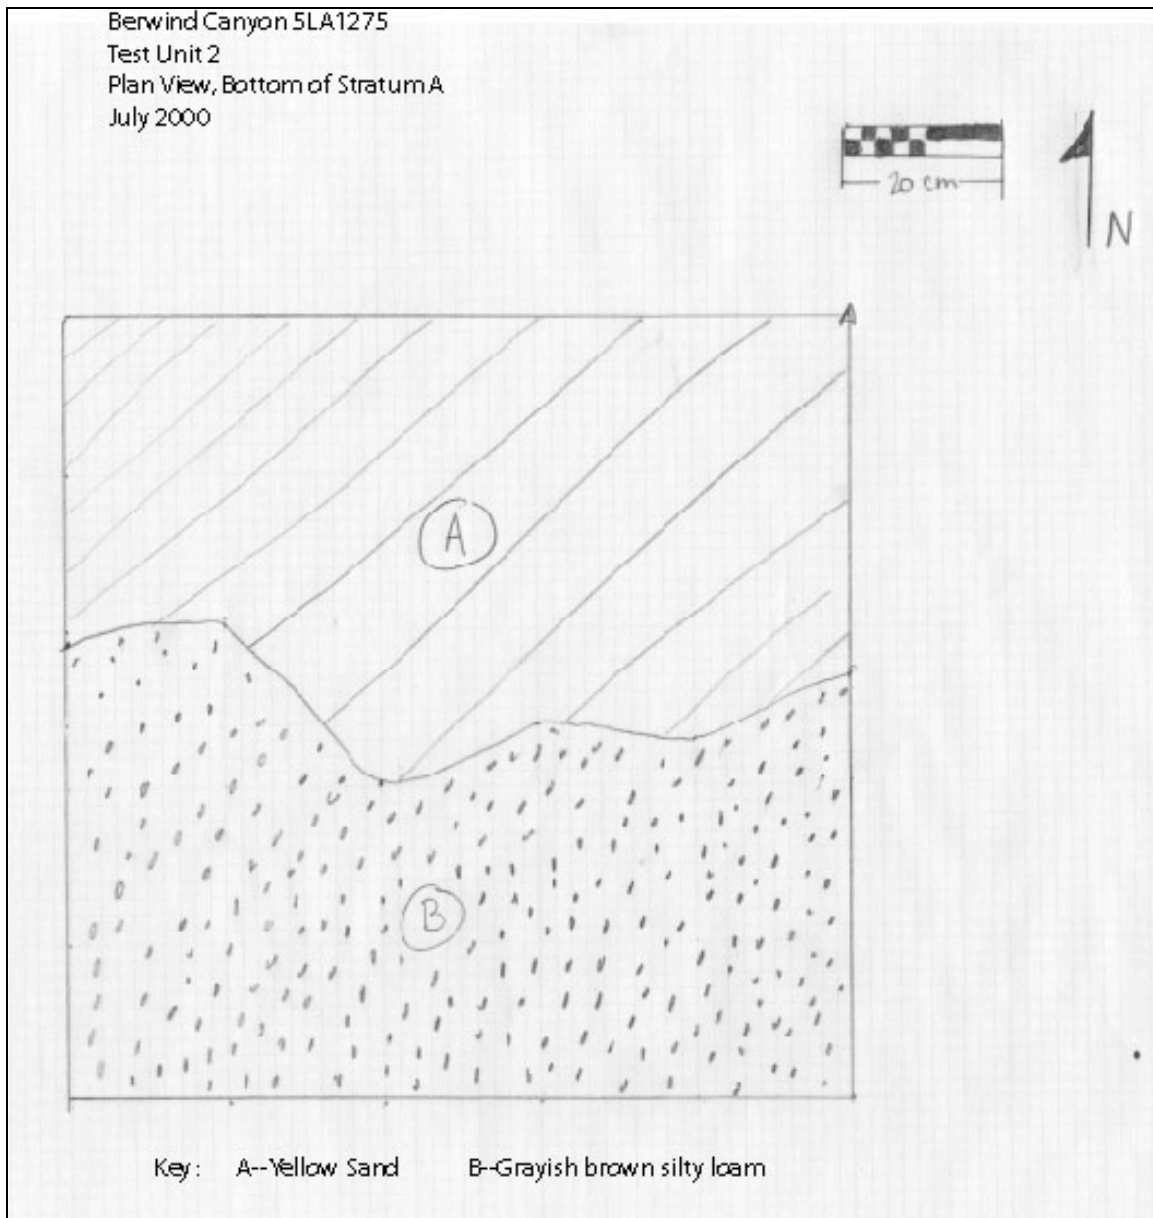 Berwind Canyon 5LA1275
Test Unit 2
Plan View, Bottom of Stratum A
July 2000
20 cm
N
A
B
Key: A--Yellow Sand B--Grayish brown silty loam